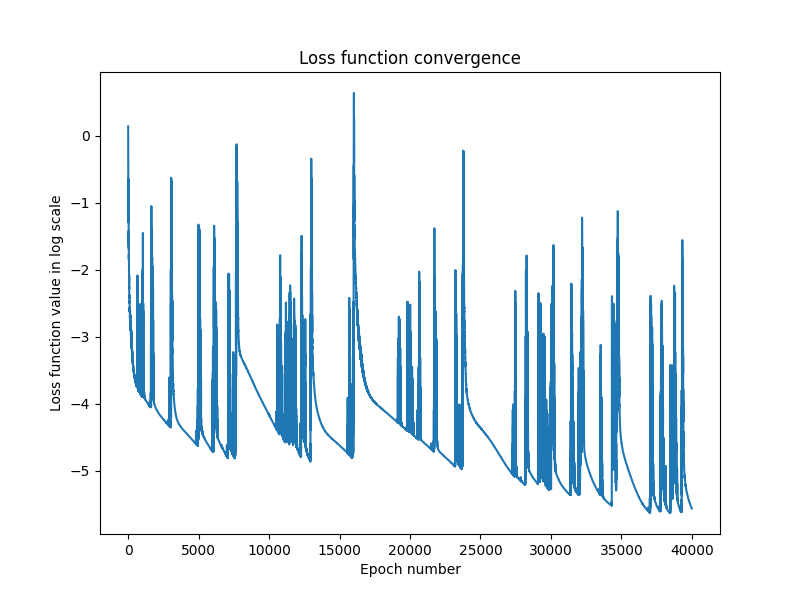 Loss function convergence
Loss function value in log scale
0
−1
−2
−3
−4
−5
0 5000 10000 15000 20000 25000 30000 35000 40000
Epoch number